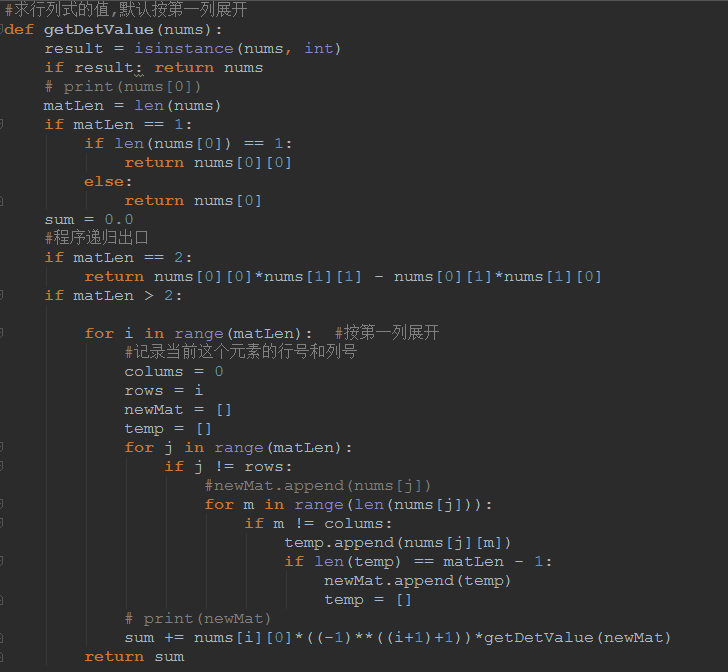 #求行列式的值,默认按第一列展开
def getDetValue(nums):
    result = isinstance(nums, int)
    if result: return nums
    # print(nums[0])
    matLen = len(nums)
    if matLen == 1:
        if len(nums[0]) == 1:
            return nums[0][0]
        else:
            return nums[0]
    sum = 0.0
    #程序递归出口
    if matLen == 2:
        return nums[0][0]*nums[1][1] - nums[0][1]*nums[1][0]
    if matLen > 2:
        for i in range(matLen):  #按第一列展开
            #记录当前这个元素的行号和列号
            colums = 0
            rows = i
            newMat = []
            temp = []
            for j in range(matLen):
                if j != rows:
                    #newMat.append(nums[j])
                    for m in range(len(nums[j])):
                        if m != colums:
                            temp.append(nums[j][m])
                            if len(temp) == matLen - 1:
                                newMat.append(temp)
                                temp = []
            # print(newMat)
            sum += nums[i][0]*((-1)**((i+1)+1))*getDetValue(newMat)
        return sum